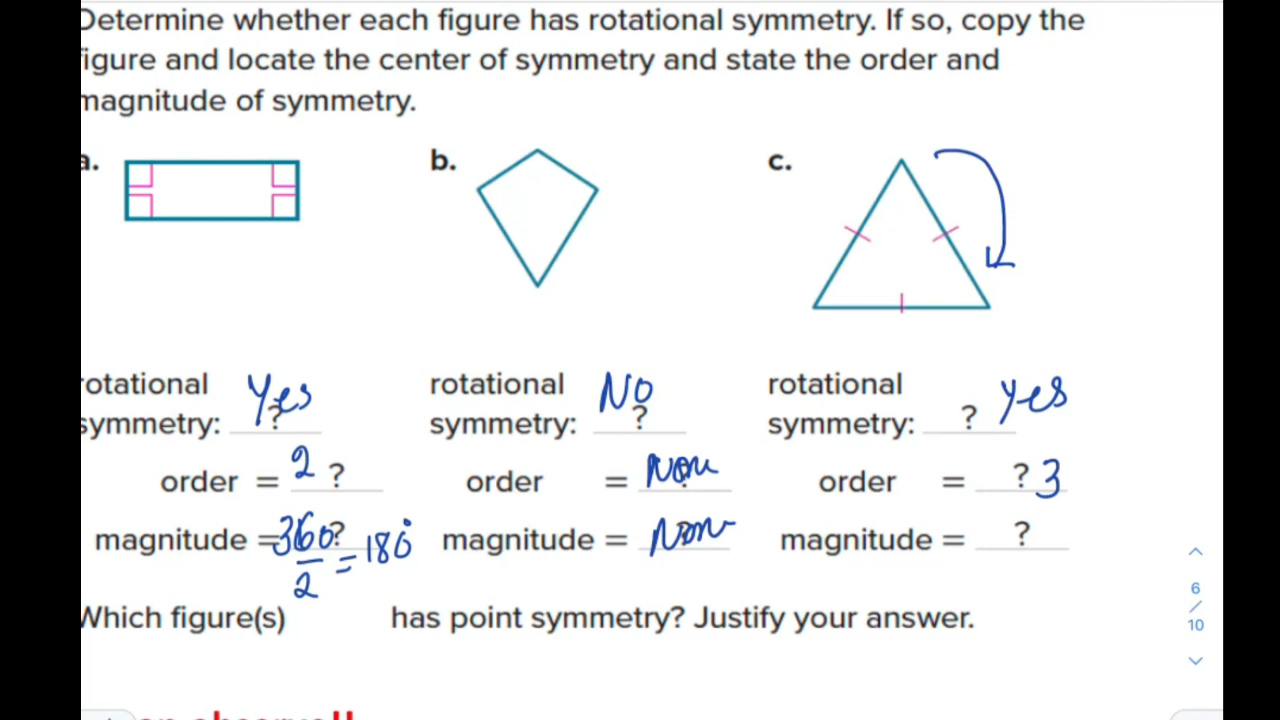 Determine whether each figure has rotational symmetry. If so, copy the
figure and locate the center of symmetry and state the order and
magnitude of symmetry.
a. b. c.
rotational Yes rotational NO rotational yes
symmetry: ? symmetry: ? symmetry: ?
order = 2 ? order = Non ? order = ? 3
magnitude = 360/2 ? = 180° magnitude = Non ? magnitude = ?
6
/
10
Which figure(s) has point symmetry? Justify your answer.